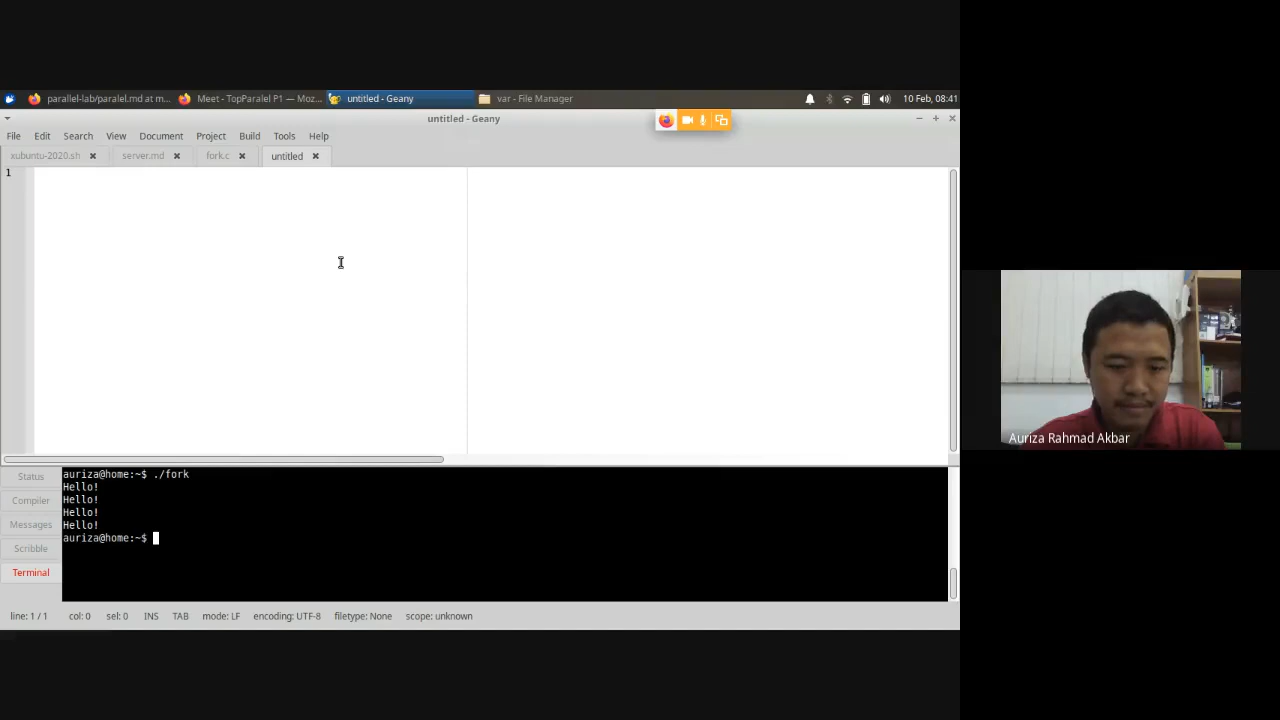 parallel-lab/paralel.md at m... Meet - TopParalel P1 — Moz... untitled - Geany var - File Manager 10 Feb, 08:41
untitled - Geany
File Edit Search View Document Project Build Tools Help
xubuntu-2020.sh server.md fork.c untitled
1
Auriza Rahmad Akbar
Status
Compiler
Messages
Scribble
Terminal
auriza@home:~$ ./fork
Hello!
Hello!
Hello!
Hello!
auriza@home:~$
line: 1 / 1 col: 0 sel: 0 INS TAB mode: LF encoding: UTF-8 filetype: None scope: unknown